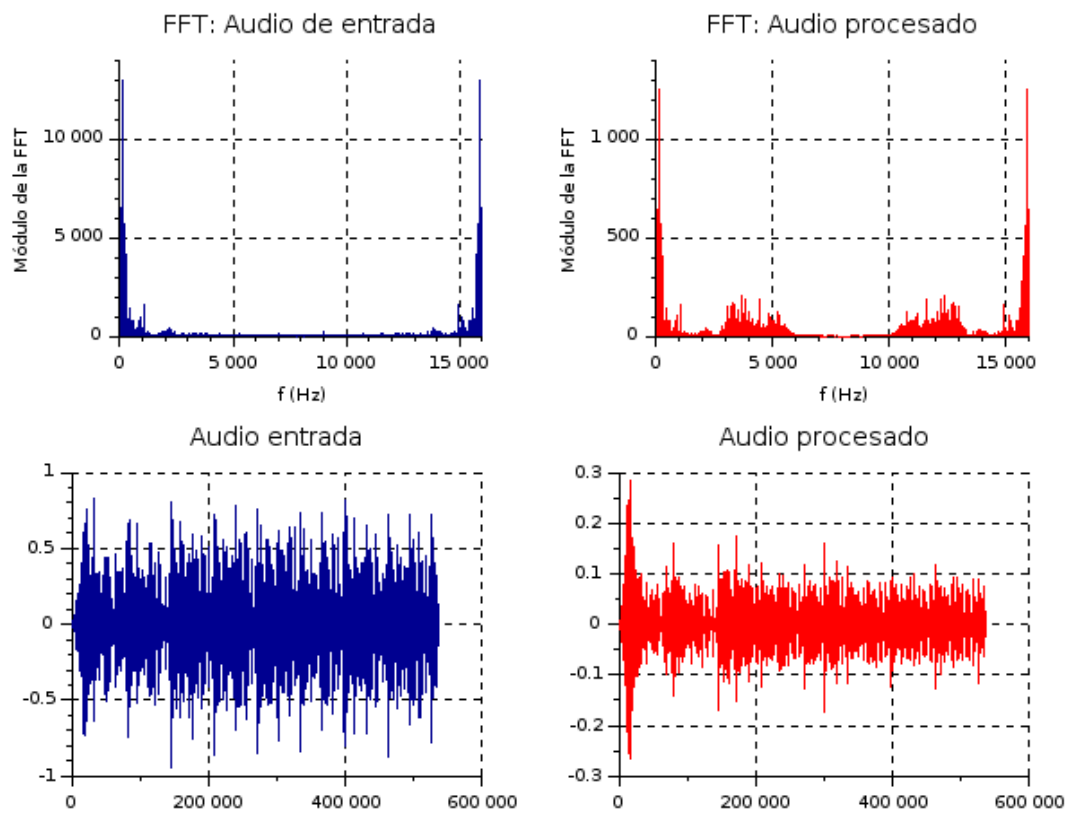 FFT: Audio de entrada
Módulo de la FFT
10 000
5 000
0
0 5 000 10 000 15 000
f (Hz)
FFT: Audio procesado
Módulo de la FFT
1 000
500
0
0 5 000 10 000 15 000
f (Hz)
Audio entrada
1
0.5
0
-0.5
-1
0 200 000 400 000 600 000
Audio procesado
0.3
0.2
0.1
0
-0.1
-0.2
-0.3
0 200 000 400 000 600 000